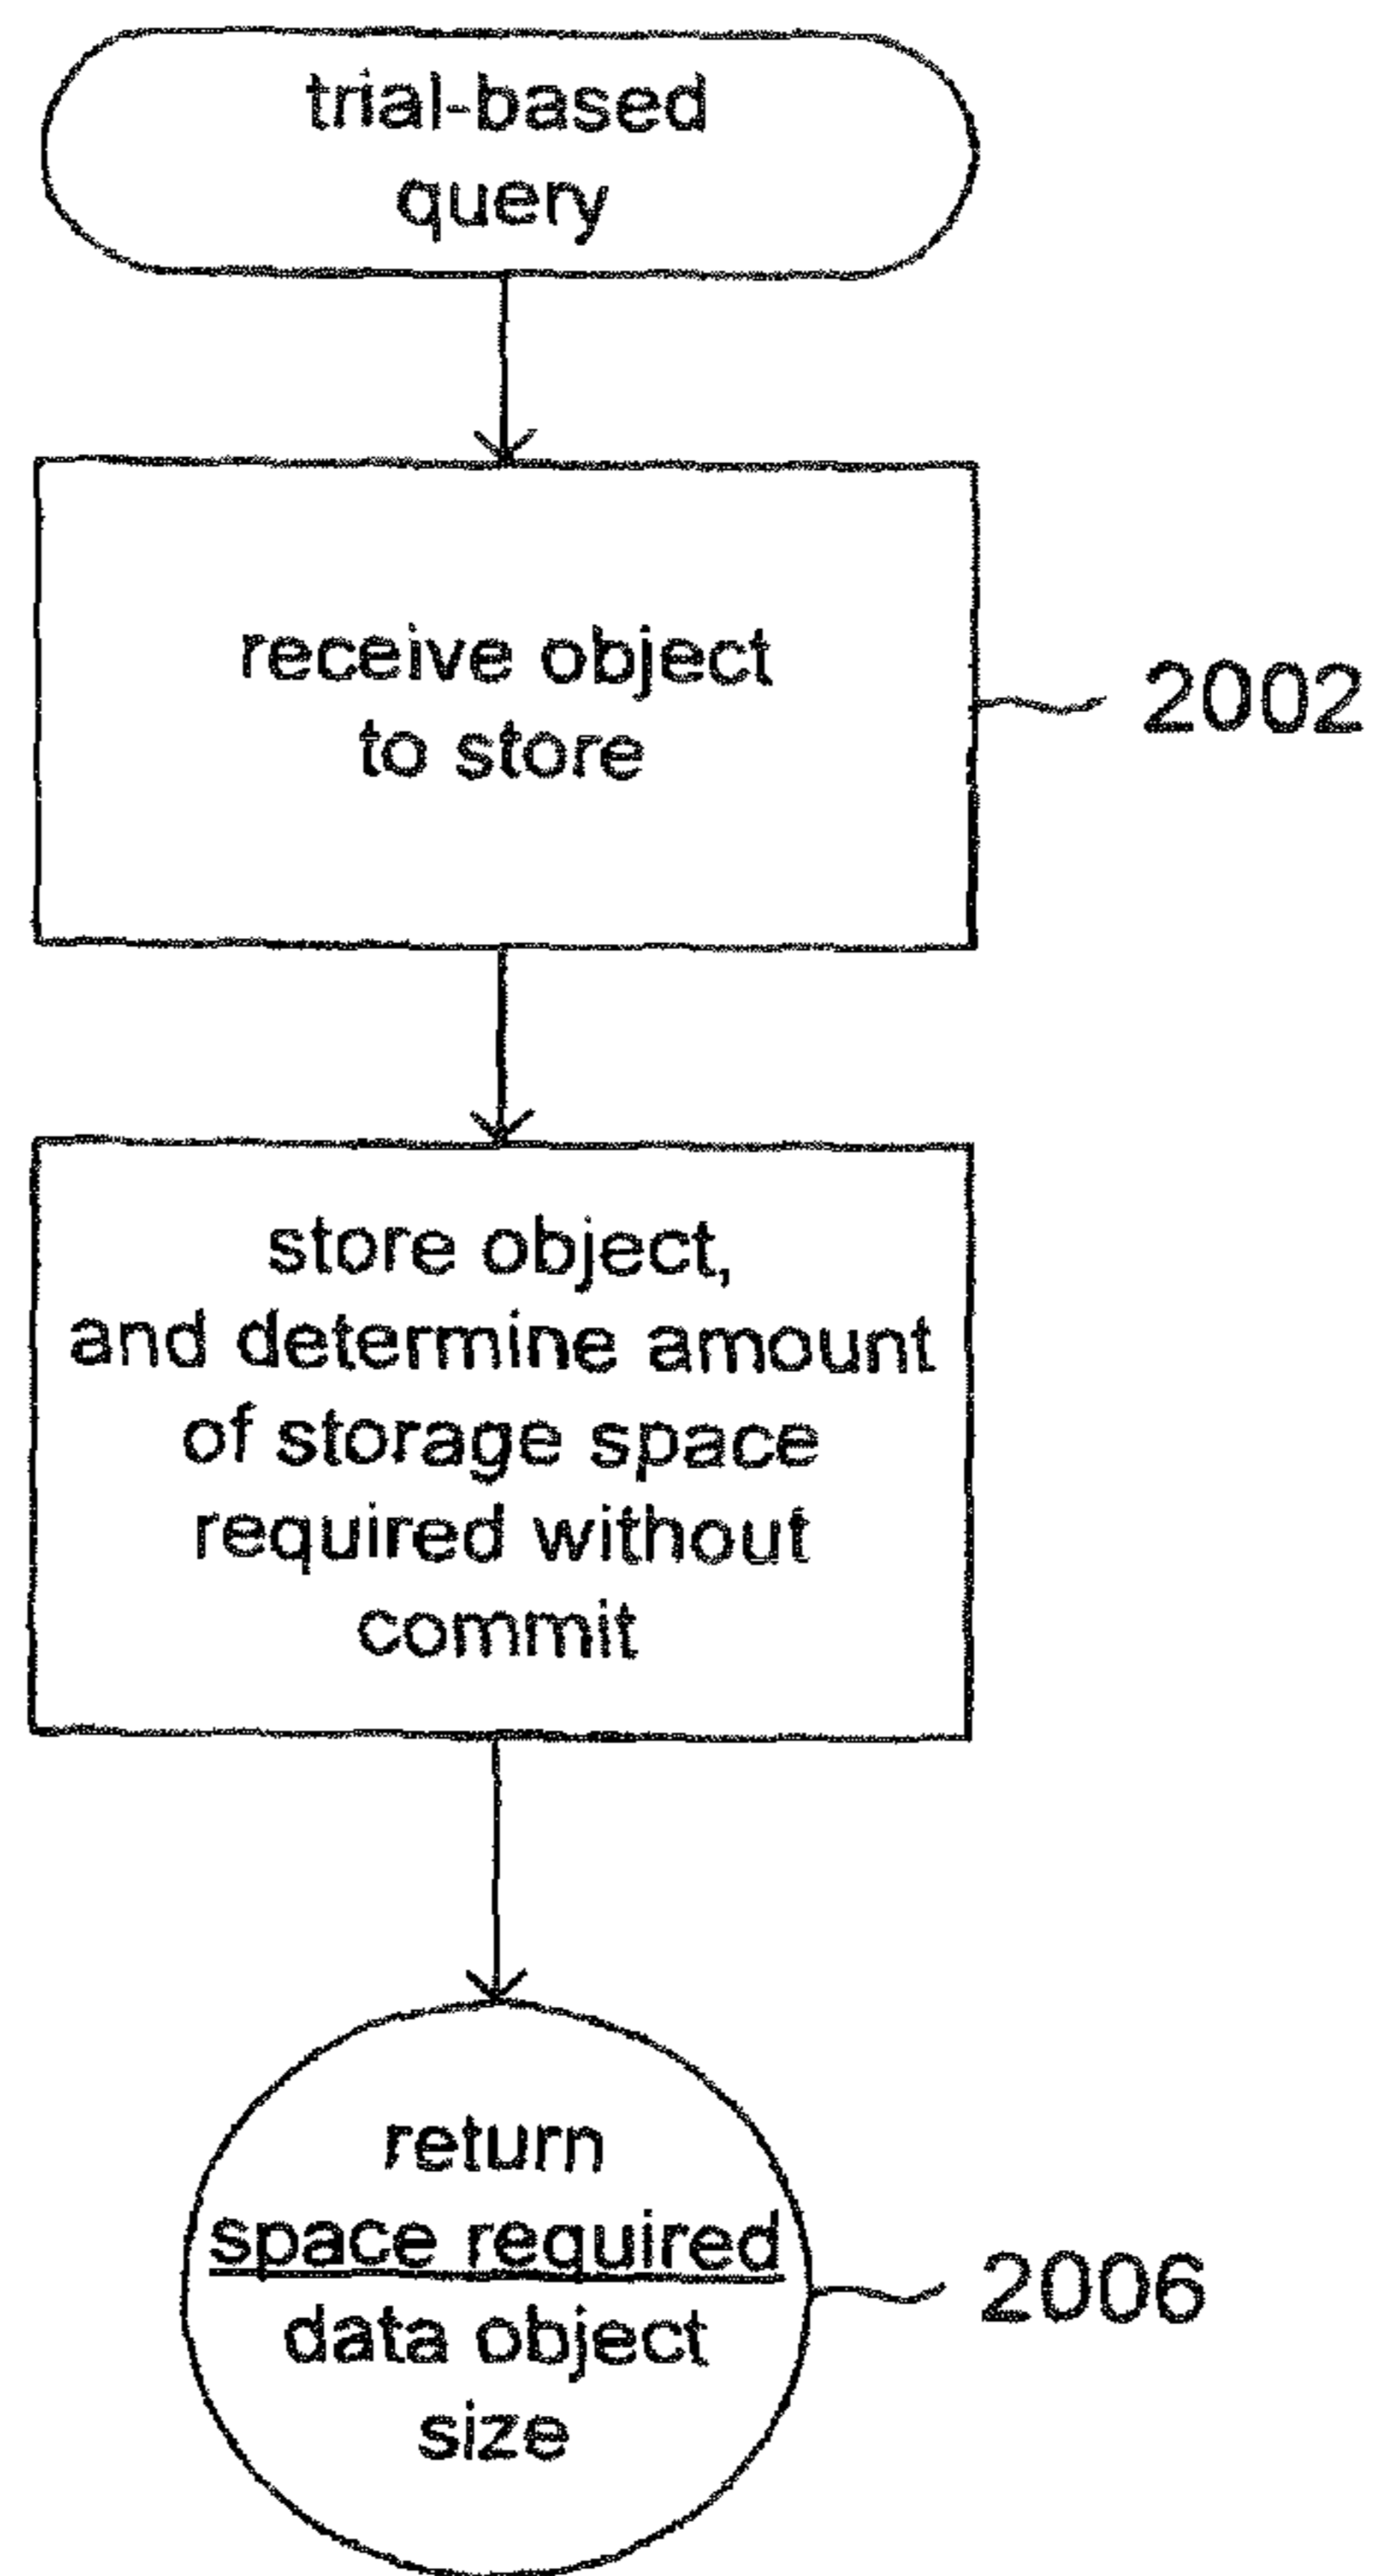 trial-based
query
receive object
to store
2002
store object,
and determine amount
of storage space
required without
commit
return
space required
data object
size
2006